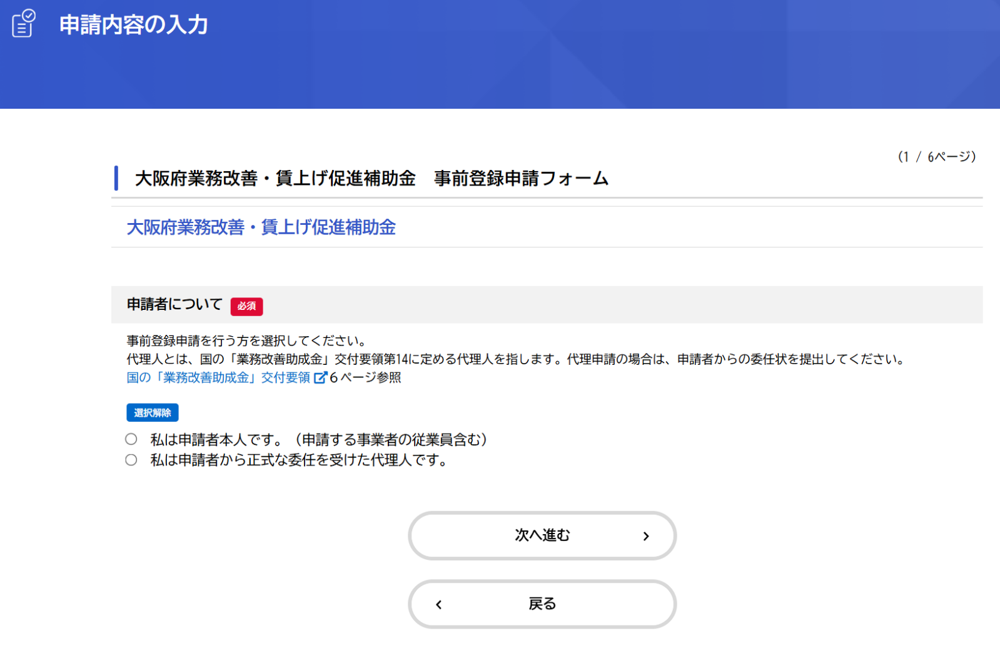 申請内容の入力
（1 / 6ページ）
大阪府業務改善・賃上げ促進補助金　事前登録申請フォーム
大阪府業務改善・賃上げ促進補助金
申請者について 必須
事前登録申請を行う方を選択してください。
代理人とは、国の「業務改善助成金」交付要領第14に定める代理人を指します。代理申請の場合は、申請者からの委任状を提出してください。
国の「業務改善助成金」交付要領 ６ページ参照
選択解除
私は申請者本人です。（申請する事業者の従業員含む）
私は申請者から正式な委任を受けた代理人です。
次へ進む
戻る